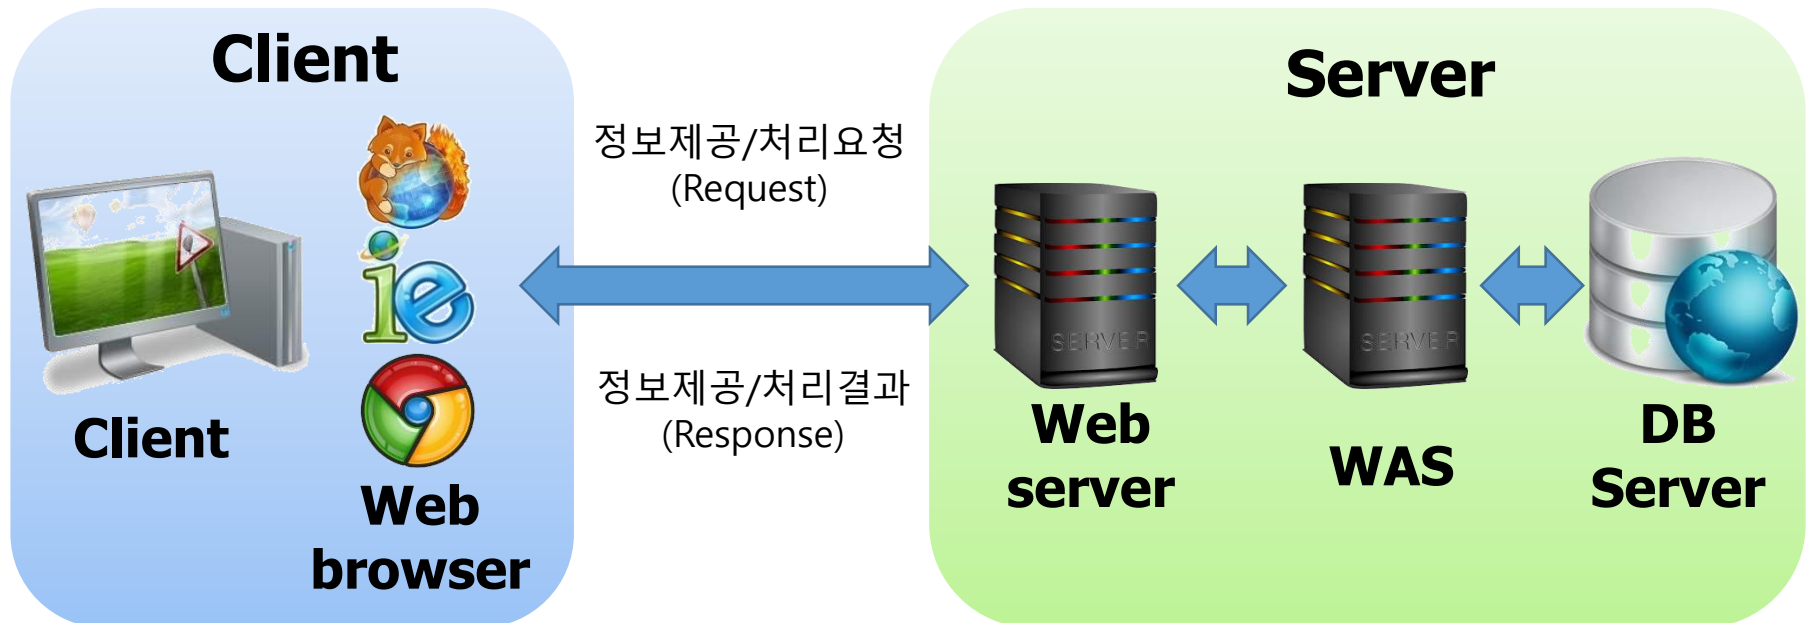 Client
Server
정보제공/처리요청
(Request)
SERVER
SERVER
정보제공/처리결과
(Response)
Client
Web
browser
Web
server
WAS
DB
Server